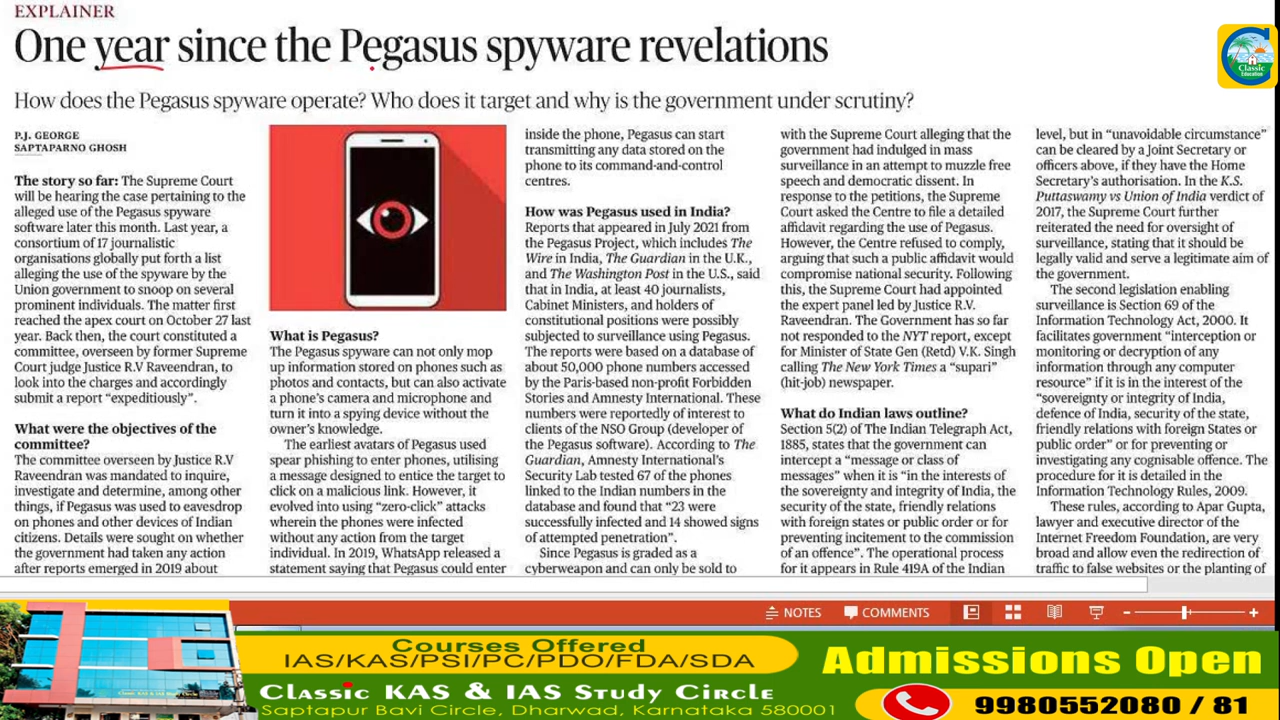 EXPLAINER
One year since the Pegasus spyware revelations
How does the Pegasus spyware operate? Who does it target and why is the government under scrutiny?
P.J. GEORGE
SAPTAPARNO GHOSH
The story so far: The Supreme Court
will be hearing the case pertaining to the
alleged use of the Pegasus spyware
software later this month. Last year, a
consortium of 17 journalistic
organisations globally put forth a list
alleging the use of the spyware by the
Union government to snoop on several
prominent individuals. The matter first
reached the apex court on October 27 last
year. Back then, the court constituted a
committee, overseen by former Supreme
Court judge Justice R.V Raveendran, to
look into the charges and accordingly
submit a report “expeditiously”.
What were the objectives of the
committee?
The committee overseen by Justice R.V
Raveendran was mandated to inquire,
investigate and determine, among other
things, if Pegasus was used to eavesdrop
on phones and other devices of Indian
citizens. Details were sought on whether
the government had taken any action
after reports emerged in 2019 about
What is Pegasus?
The Pegasus spyware can not only mop
up information stored on phones such as
photos and contacts, but can also activate
a phone’s camera and microphone and
turn it into a spying device without the
owner’s knowledge.
The earliest avatars of Pegasus used
spear phishing to enter phones, utilising
a message designed to entice the target to
click on a malicious link. However, it
evolved into using “zero-click” attacks
wherein the phones were infected
without any action from the target
individual. In 2019, WhatsApp released a
statement saying that Pegasus could enter
inside the phone, Pegasus can start
transmitting any data stored on the
phone to its command-and-control
centres.
How was Pegasus used in India?
Reports that appeared in July 2021 from
the Pegasus Project, which includes The
Wire in India, The Guardian in the U.K.,
and The Washington Post in the U.S., said
that in India, at least 40 journalists,
Cabinet Ministers, and holders of
constitutional positions were possibly
subjected to surveillance using Pegasus.
The reports were based on a database of
about 50,000 phone numbers accessed
by the Paris-based non-profit Forbidden
Stories and Amnesty International. These
numbers were reportedly of interest to
clients of the NSO Group (developer of
the Pegasus software). According to The
Guardian, Amnesty International’s
Security Lab tested 67 of the phones
linked to the Indian numbers in the
database and found that “23 were
successfully infected and 14 showed signs
of attempted penetration”.
Since Pegasus is graded as a
cyberweapon and can only be sold to
with the Supreme Court alleging that the
government had indulged in mass
surveillance in an attempt to muzzle free
speech and democratic dissent. In
response to the petitions, the Supreme
Court asked the Centre to file a detailed
affidavit regarding the use of Pegasus.
However, the Centre refused to comply,
arguing that such a public affidavit would
compromise national security. Following
this, the Supreme Court had appointed
the expert panel led by Justice R.V.
Raveendran. The Government has so far
not responded to the NYT report, except
for Minister of State Gen (Retd) V.K. Singh
calling The New York Times a “supari”
(hit-job) newspaper.
What do Indian laws outline?
Section 5(2) of The Indian Telegraph Act,
1885, states that the government can
intercept a “message or class of
messages” when it is “in the interests of
the sovereignty and integrity of India, the
security of the state, friendly relations
with foreign states or public order or for
preventing incitement to the commission
of an offence”. The operational process
for it appears in Rule 419A of the Indian
level, but in “unavoidable circumstance”
can be cleared by a Joint Secretary or
officers above, if they have the Home
Secretary’s authorisation. In the K.S.
Puttaswamy vs Union of India verdict of
2017, the Supreme Court further
reiterated the need for oversight of
surveillance, stating that it should be
legally valid and serve a legitimate aim of
the government.
The second legislation enabling
surveillance is Section 69 of the
Information Technology Act, 2000. It
facilitates government “interception or
monitoring or decryption of any
information through any computer
resource” if it is in the interest of the
“sovereignty or integrity of India,
defence of India, security of the state,
friendly relations with foreign States or
public order” or for preventing or
investigating any cognisable offence. The
procedure for it is detailed in the
Information Technology Rules, 2009.
These rules, according to Apar Gupta,
lawyer and executive director of the
Internet Freedom Foundation, are very
broad and allow even the redirection of
traffic to false websites or the planting of
Classic
Education
NOTES
COMMENTS
Courses Offered
IAS/KAS/PSI/PC/PDO/FDA/SDA
Classic KAS & IAS Study Circle
Saptapur Bavi Circle, Dharwad, Karnataka 580001
Admissions Open
9980552080 / 81